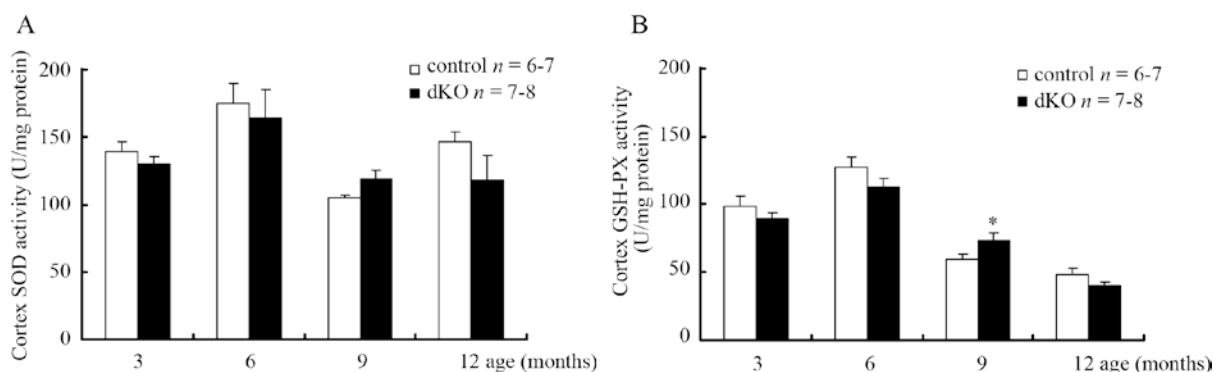 A
Cortex SOD activity (U/mg protein)
200
150
100
50
0
control n = 6-7
dKO n = 7-8
3 6 9 12 age (months)
B
Cortex GSH-PX activity
(U/mg protein)
200
150
100
50
0
control n = 6-7
dKO n = 7-8
*
3 6 9 12 age (months)